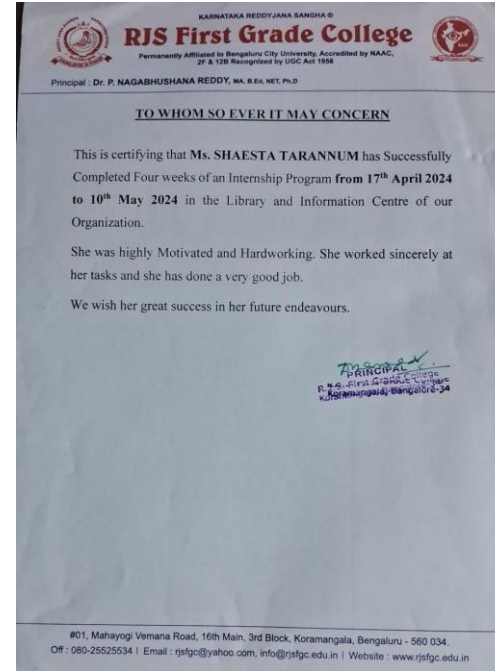 KARNATAKA REDDYJANA SANGHA ®
RJS First Grade College
Permanently Affiliated to Bengaluru City University, Accredited by NAAC,
2F & 12B Recognized by UGC Act 1956
Principal : Dr. P. NAGABHUSHANA REDDY, MA, B.Ed, NET, Ph.D
TO WHOM SO EVER IT MAY CONCERN
This is certifying that Ms. SHAESTA TARANNUM has Successfully
Completed Four weeks of an Internship Program from 17th April 2024
to 10th May 2024 in the Library and Information Centre of our
Organization.
She was highly Motivated and Hardworking. She worked sincerely at
her tasks and she has done a very good job.
We wish her great success in her future endeavours.
PRINCIPAL
First Grade College
Koramangala, Bangalore-34
#01, Mahayogi Vemana Road, 16th Main, 3rd Block, Koramangala, Bengaluru - 560 034.
Off : 080-25525534 | Email : rjsfgc@yahoo.com, info@rjsfgc.edu.in | Website : www.rjsfgc.edu.in